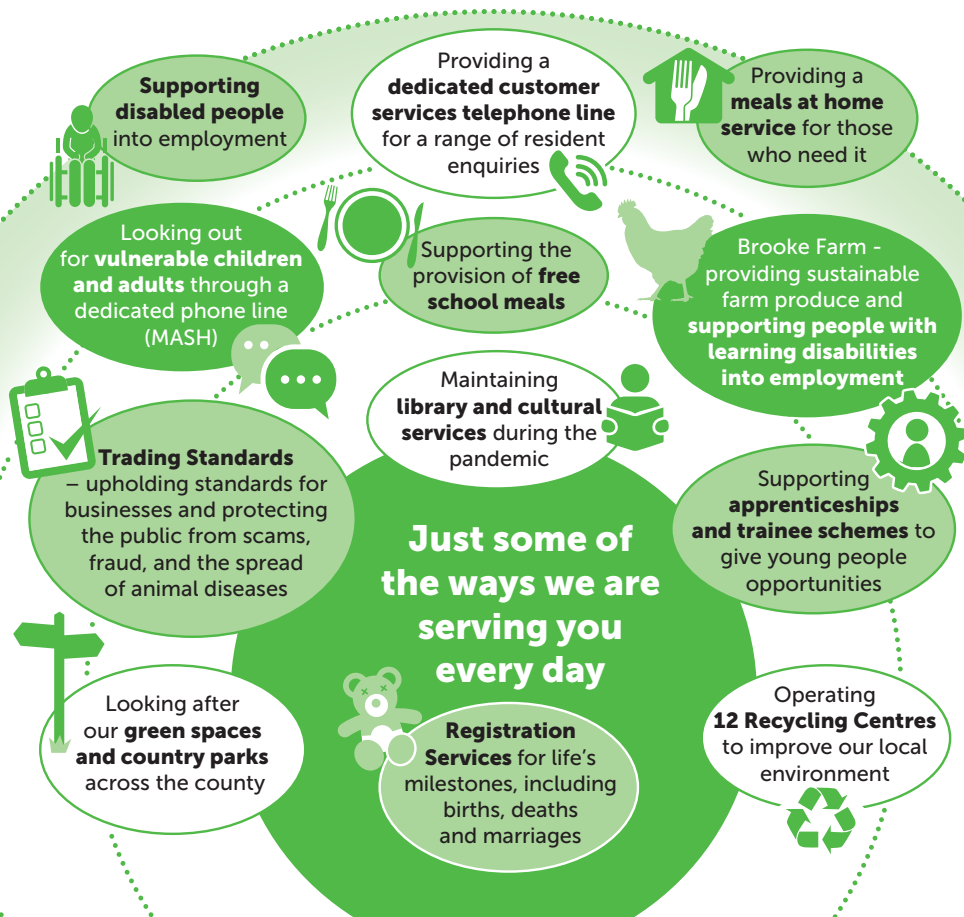 Supporting
disabled people
into employment
Providing a
dedicated customer
services telephone line
for a range of resident
enquiries
Providing a
meals at home
service for those
who need it
Looking out
for vulnerable children
and adults through a
dedicated phone line
(MASH)
Supporting the
provision of free
school meals
Brooke Farm -
providing sustainable
farm produce and
supporting people with
learning disabilities
into employment
Maintaining
library and cultural
services during the
pandemic
Trading Standards
– upholding standards for
businesses and protecting
the public from scams,
fraud, and the spread
of animal diseases
Supporting
apprenticeships
and trainee schemes to
give young people
opportunities
Just some of
the ways we are
serving you
every day
Looking after
our green spaces
and country parks
across the county
Registration
Services for life's
milestones, including
births, deaths
and marriages
Operating
12 Recycling Centres
to improve our local
environment